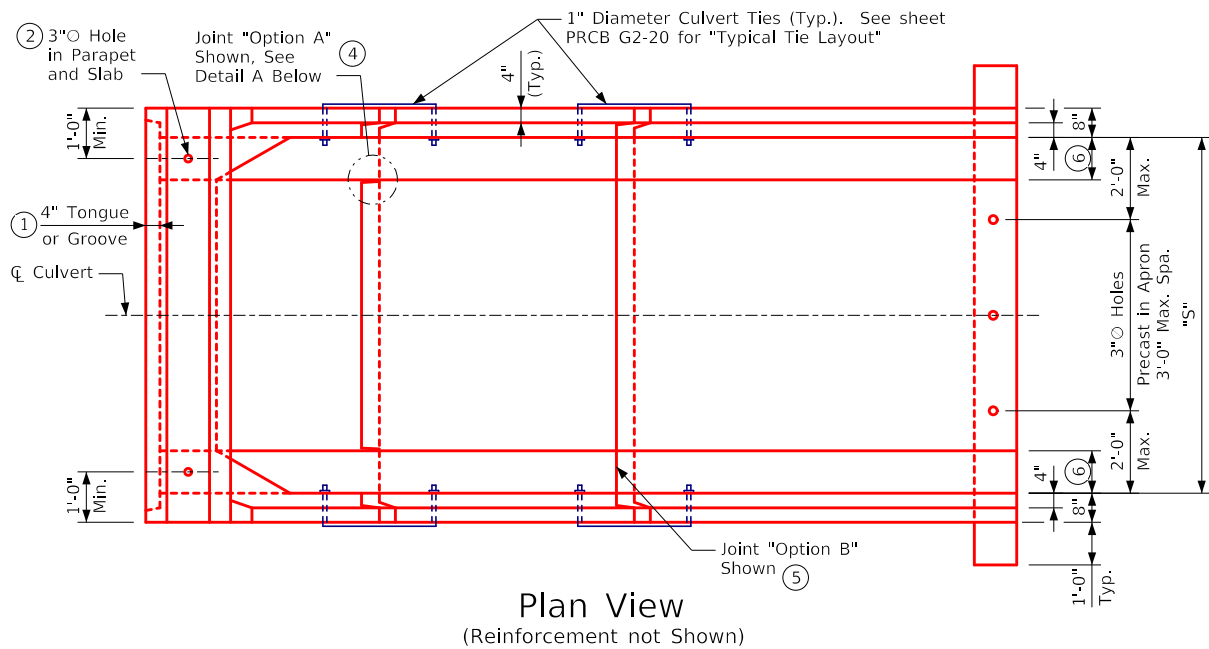 2 3"∅ Hole
in Parapet
and Slab
Joint "Option A"
Shown, See
Detail A Below
4
4"
(Typ.)
1" Diameter Culvert Ties (Typ.). See sheet
PRCB G2-20 for "Typical Tie Layout"
1'-0"
Min.
1 4" Tongue
or Groove
℄ Culvert
1'-0"
Min.
4"
8"
6
2'-0"
Max.
3"∅ Holes
Precast in Apron
3'-0" Max. Spa.
"S"
2'-0"
Max.
4"
6
8"
1'-0"
Typ.
Joint "Option B"
Shown 5
Plan View
(Reinforcement not Shown)